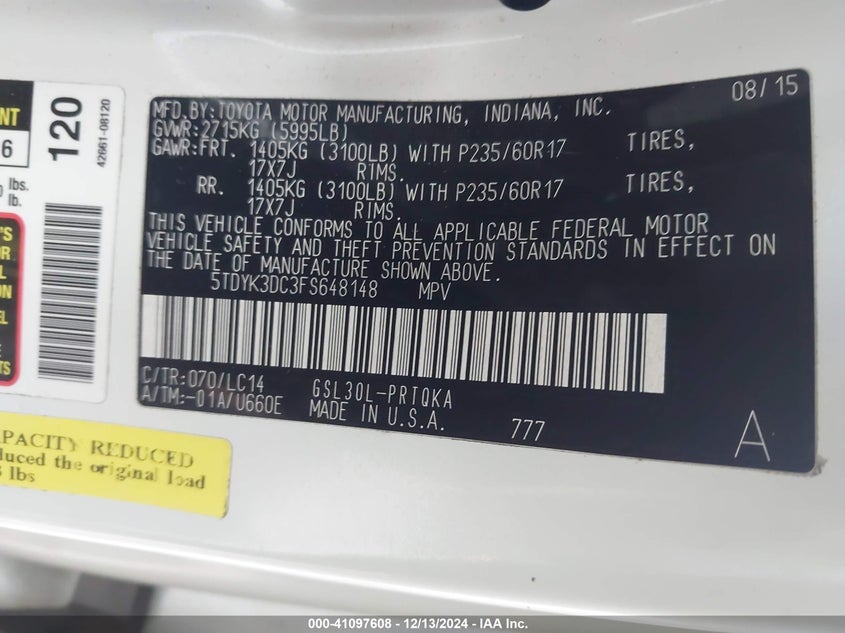 08/15
MFD.BY:TOYOTA MOTOR MANUFACTURING, INDIANA, INC.
GVWR:2715KG (5995LB)
GAWR:FRT. 1405KG (3100LB) WITH P235/60R17 TIRES,
17X7J RIMS.
RR. 1405KG (3100LB) WITH P235/60R17 TIRES,
17X7J RIMS.
THIS VEHICLE CONFORMS TO ALL APPLICABLE FEDERAL MOTOR
VEHICLE SAFETY AND THEFT PREVENTION STANDARDS IN EFFECT ON
THE DATE OF MANUFACTURE SHOWN ABOVE.
5TDYK3DC3FS648148 MPV
C/TR:070/LC14 GSL30L-PRTQKA
A/TM:-01A/U660E MADE IN U.S.A. 777
A
120
42661-08120
6
lbs.
lb.
PACITY REDUCED
duced the original load
lbs
000-41097608 - 12/13/2024 - IAA Inc.